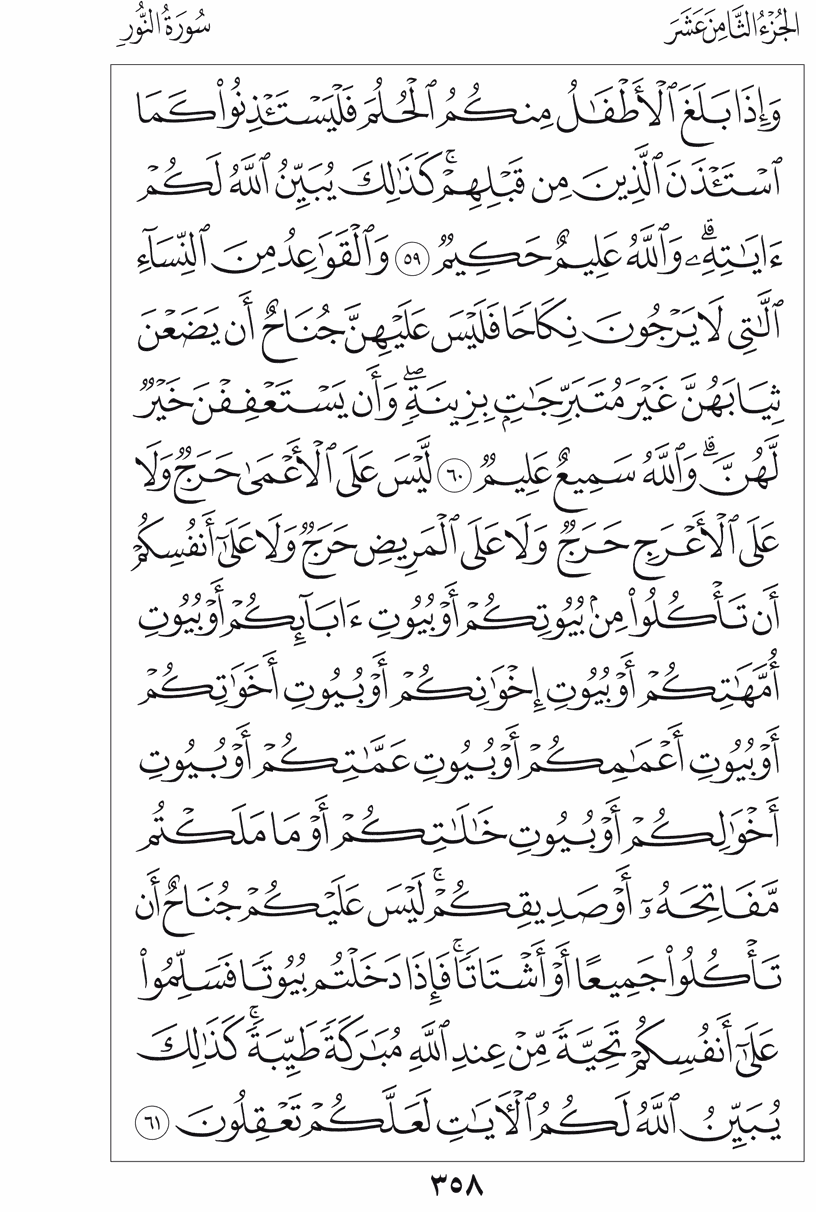 الجُزْءُ الثَّامِنَ عَشَرَ
سُورَةُ النُّورِ
وَإِذَا بَلَغَ ٱلْأَطْفَٰلُ مِنكُمُ ٱلْحُلُمَ فَلْيَسْتَـْٔذِنُوا۟ كَمَا
ٱسْتَـْٔذَنَ ٱلَّذِينَ مِن قَبْلِهِمْ ۚ كَذَٰلِكَ يُبَيِّنُ ٱللَّهُ لَكُمْ
ءَايَٰتِهِۦ ۗ وَٱللَّهُ عَلِيمٌ حَكِيمٌ ٥٩ وَٱلْقَوَٰعِدُ مِنَ ٱلنِّسَآءِ
ٱلَّٰتِى لَا يَرْجُونَ نِكَاحًا فَلَيْسَ عَلَيْهِنَّ جُنَاحٌ أَن يَضَعْنَ
ثِيَابَهُنَّ غَيْرَ مُتَبَرِّجَٰتٍۭ بِزِينَةٍ ۖ وَأَن يَسْتَعْفِفْنَ خَيْرٌ
لَّهُنَّ ۗ وَٱللَّهُ سَمِيعٌ عَلِيمٌ ٦٠ لَّيْسَ عَلَى ٱلْأَعْمَىٰ حَرَجٌ وَلَا
عَلَى ٱلْأَعْرَجِ حَرَجٌ وَلَا عَلَى ٱلْمَرِيضِ حَرَجٌ وَلَا عَلَىٰٓ أَنفُسِكُمْ
أَن تَأْكُلُوا۟ مِنۢ بُيُوتِكُمْ أَوْ بُيُوتِ ءَابَآئِكُمْ أَوْ بُيُوتِ
أُمَّهَٰتِكُمْ أَوْ بُيُوتِ إِخْوَٰنِكُمْ أَوْ بُيُوتِ أَخَوَٰتِكُمْ
أَوْ بُيُوتِ أَعْمَٰمِكُمْ أَوْ بُيُوتِ عَمَّٰتِكُمْ أَوْ بُيُوتِ
أَخْوَٰلِكُمْ أَوْ بُيُوتِ خَٰلَٰتِكُمْ أَوْ مَا مَلَكْتُم
مَّفَاتِحَهُۥٓ أَوْ صَدِيقِكُمْ ۚ لَيْسَ عَلَيْكُمْ جُنَاحٌ أَن
تَأْكُلُوا۟ جَمِيعًا أَوْ أَشْتَاتًا ۚ فَإِذَا دَخَلْتُم بُيُوتًا فَسَلِّمُوا۟
عَلَىٰٓ أَنفُسِكُمْ تَحِيَّةً مِّنْ عِندِ ٱللَّهِ مُبَٰرَكَةً طَيِّبَةً ۚ كَذَٰلِكَ
يُبَيِّنُ ٱللَّهُ لَكُمُ ٱلْـَٔايَٰتِ لَعَلَّكُمْ تَعْقِلُونَ ٦١
٣٥٨